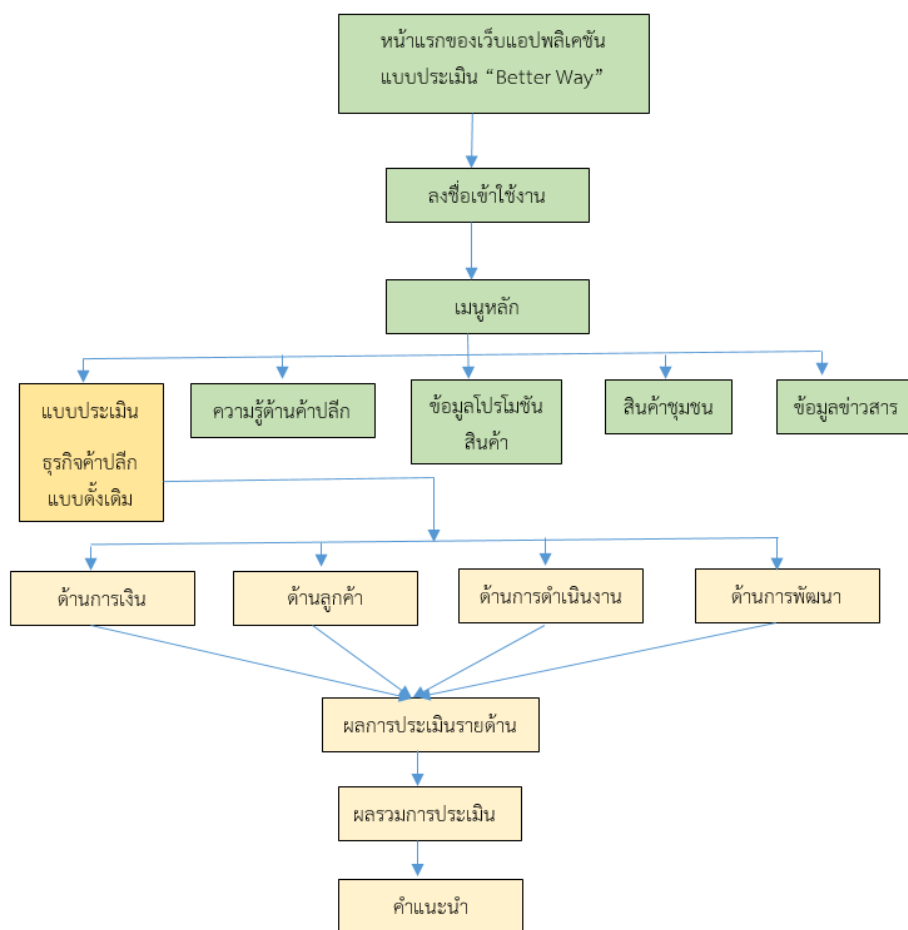 หน้าแรกของเว็บแอปพลิเคชัน
แบบประเมิน “Better Way”
ลงชื่อเข้าใช้งาน
เมนูหลัก
แบบประเมิน
ธุรกิจค้าปลีก
แบบดั้งเดิม
ความรู้ด้านค้าปลีก
ข้อมูลโปรโมชัน
สินค้า
สินค้าชุมชน
ข้อมูลข่าวสาร
ด้านการเงิน
ด้านลูกค้า
ด้านการดำเนินงาน
ด้านการพัฒนา
ผลการประเมินรายด้าน
ผลรวมการประเมิน
คำแนะนำ